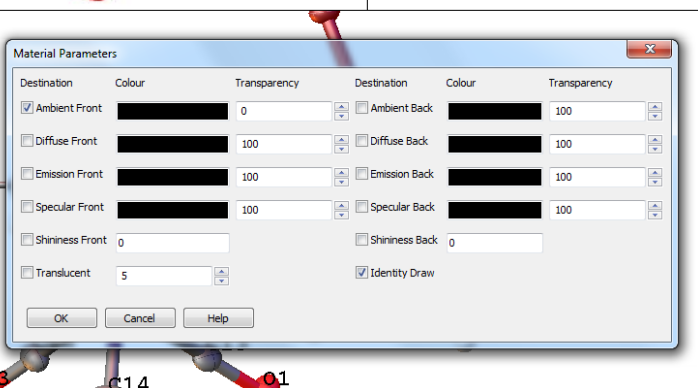 Material Parameters
Destination Colour Transparency Destination Colour Transparency
Ambient Front 0 Ambient Back 100
Diffuse Front 100 Diffuse Back 100
Emission Front 100 Emission Back 100
Specular Front 100 Specular Back 100
Shininess Front 0 Shininess Back 0
Translucent 5 Identity Draw
OK Cancel Help
C14 O1